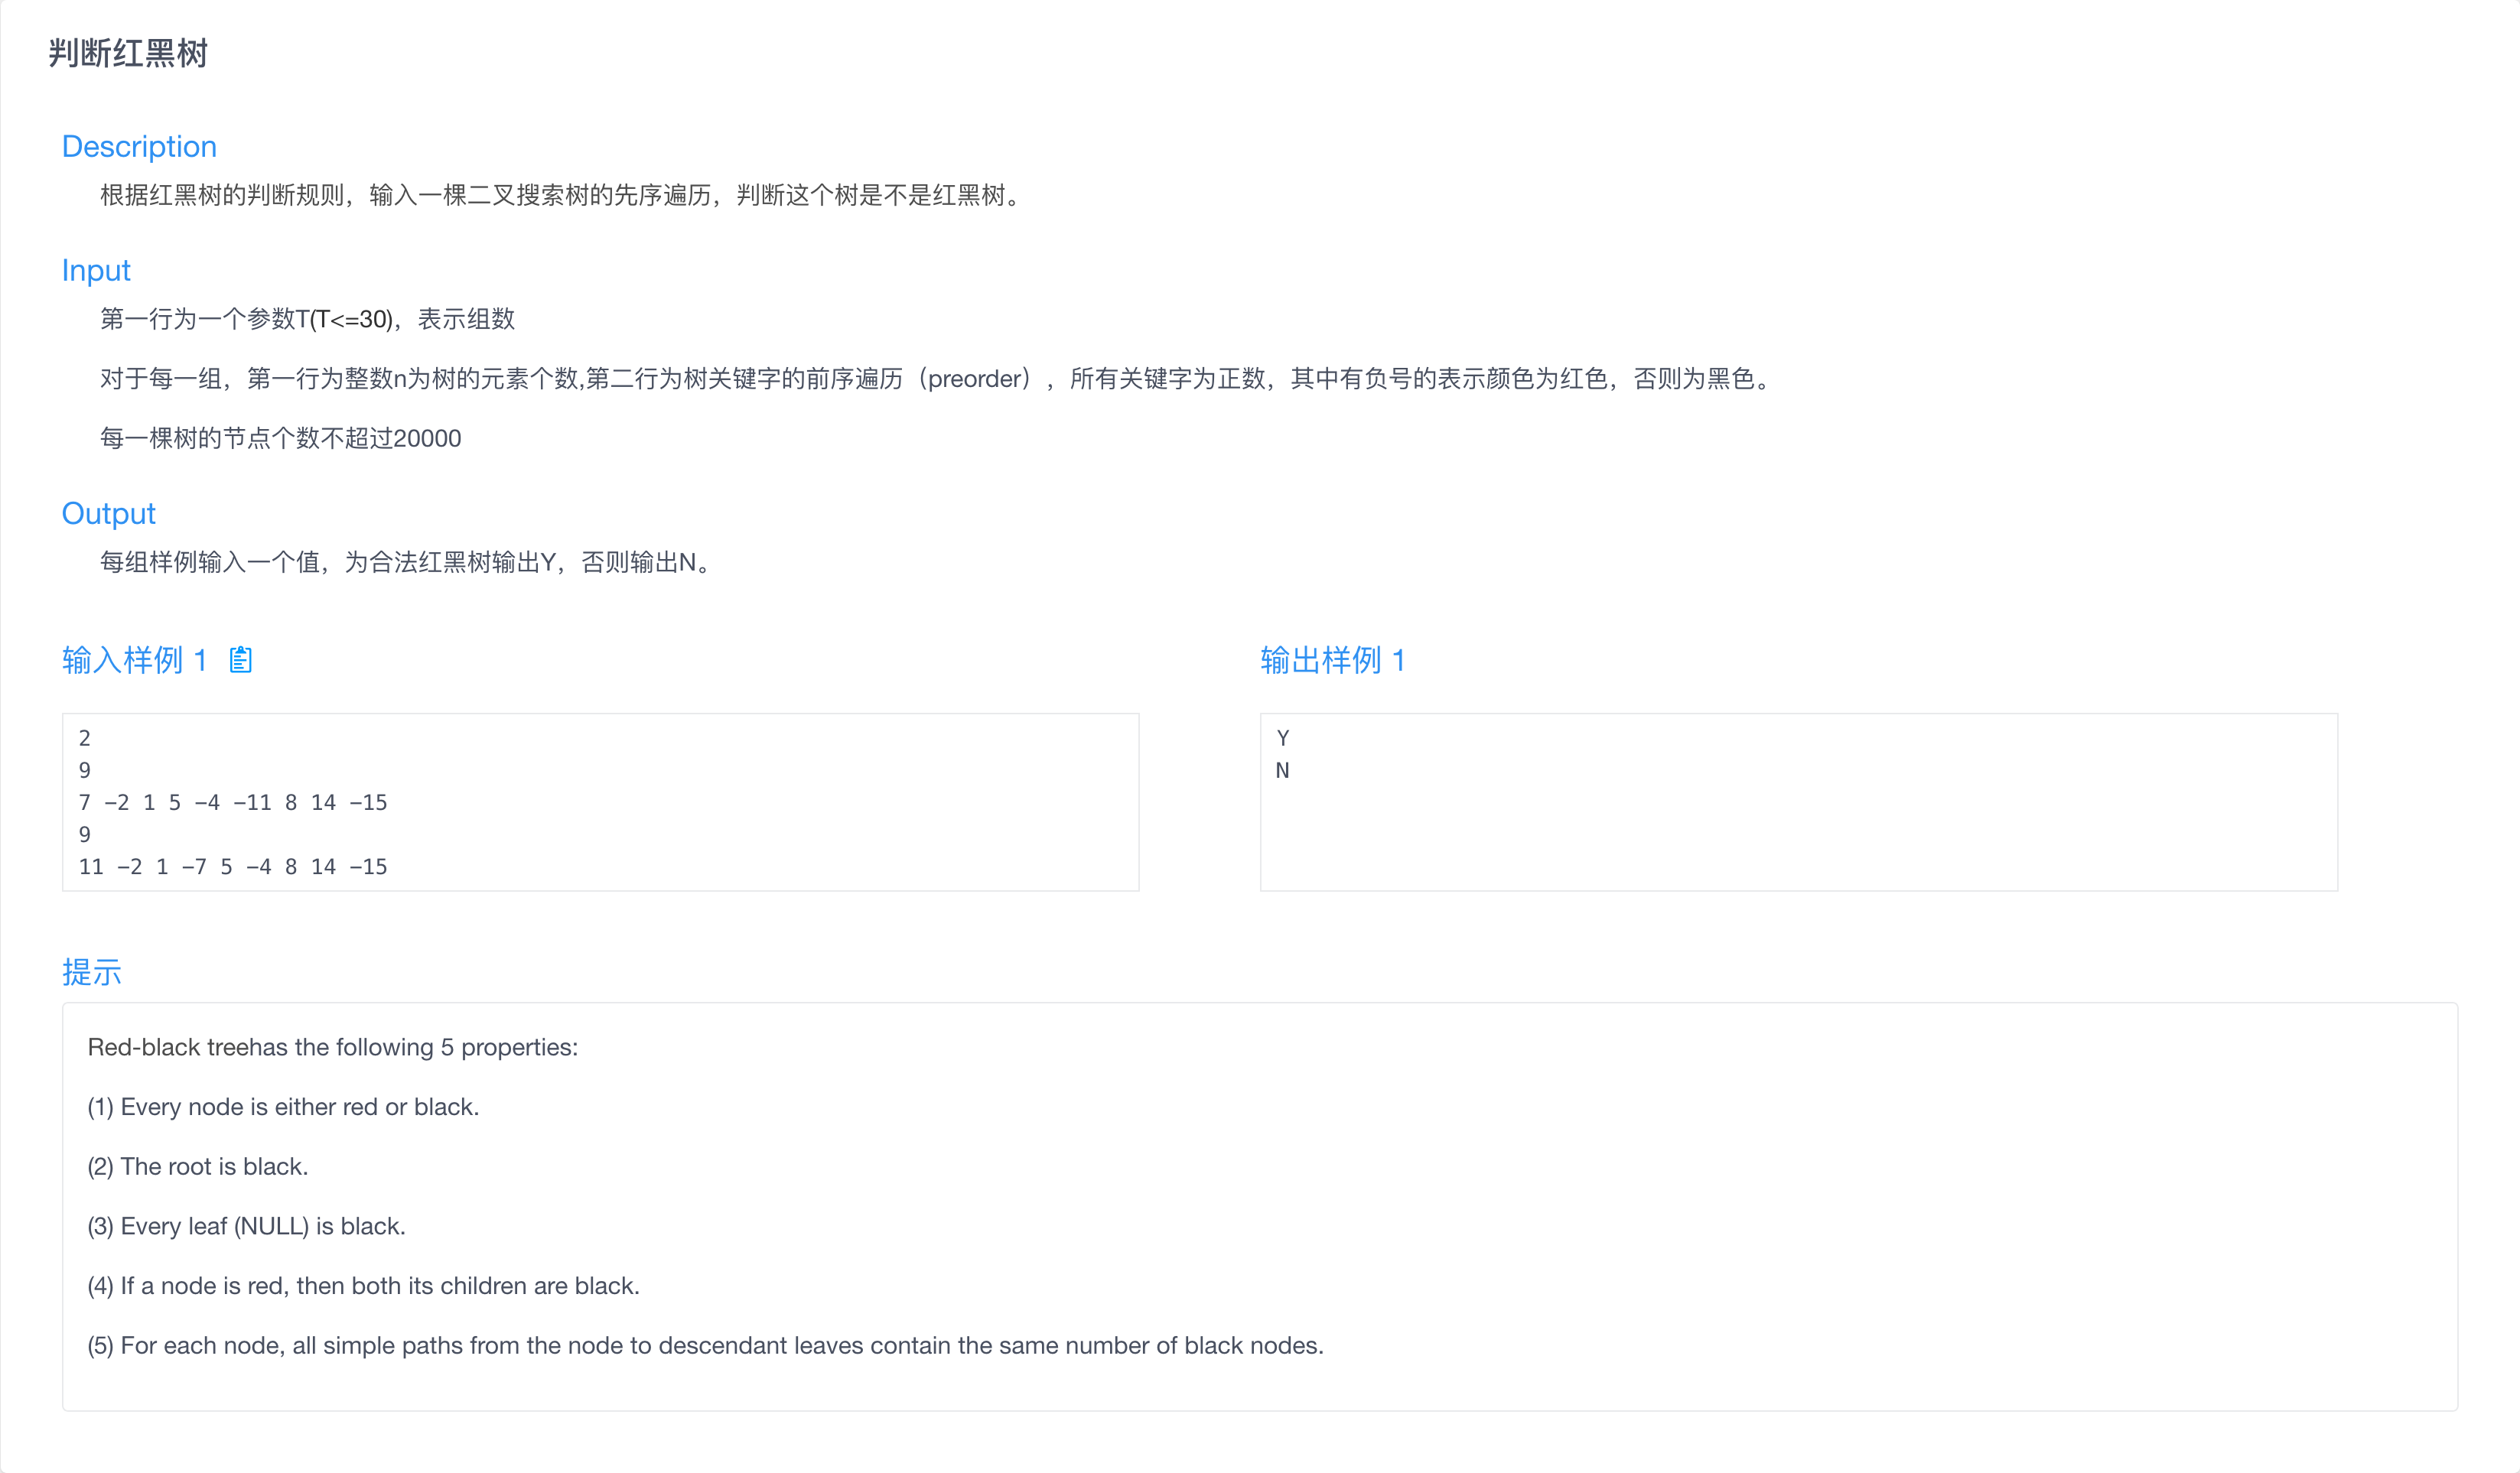 判断红黑树
Description
根据红黑树的判断规则，输入一棵二叉搜索树的先序遍历，判断这个树是不是红黑树。
Input
第一行为一个参数T(T<=30)，表示组数
对于每一组，第一行为整数n为树的元素个数,第二行为树关键字的前序遍历（preorder），所有关键字为正数，其中有负号的表示颜色为红色，否则为黑色。
每一棵树的节点个数不超过20000
Output
每组样例输入一个值，为合法红黑树输出Y，否则输出N。
输入样例 1
2
9
7 −2 1 5 −4 −11 8 14 −15
9
11 −2 1 −7 5 −4 8 14 −15
输出样例 1
Y
N
提示
Red-black treehas the following 5 properties:
(1) Every node is either red or black.
(2) The root is black.
(3) Every leaf (NULL) is black.
(4) If a node is red, then both its children are black.
(5) For each node, all simple paths from the node to descendant leaves contain the same number of black nodes.